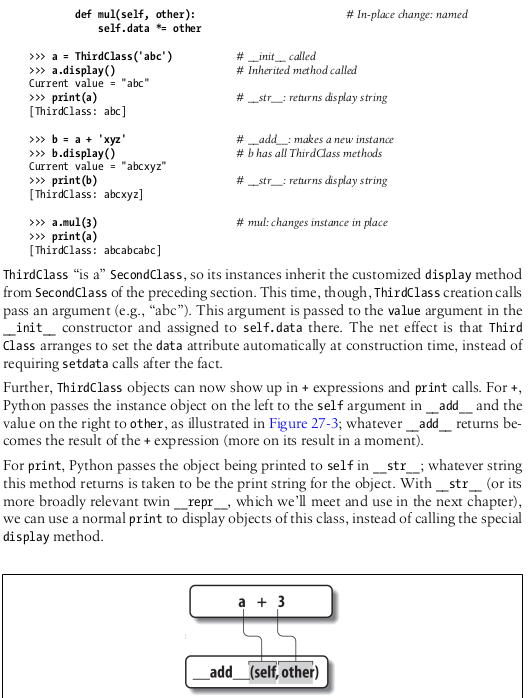 def mul(self, other): # In-place change: named
self.data *= other
>>> a = ThirdClass('abc') # __init__ called
>>> a.display() # Inherited method called
Current value = "abc"
>>> print(a) # __str__: returns display string
[ThirdClass: abc]
>>> b = a + 'xyz' # __add__: makes a new instance
>>> b.display() # b has all ThirdClass methods
Current value = "abcxyz"
>>> print(b) # __str__: returns display string
[ThirdClass: abcxyz]
>>> a.mul(3) # mul: changes instance in place
>>> print(a)
[ThirdClass: abcabcabc]
ThirdClass “is a” SecondClass, so its instances inherit the customized display method
from SecondClass of the preceding section. This time, though, ThirdClass creation calls
pass an argument (e.g., “abc”). This argument is passed to the value argument in the
__init__ constructor and assigned to self.data there. The net effect is that Third
Class arranges to set the data attribute automatically at construction time, instead of
requiring setdata calls after the fact.
Further, ThirdClass objects can now show up in + expressions and print calls. For +,
Python passes the instance object on the left to the self argument in __add__ and the
value on the right to other, as illustrated in Figure 27-3; whatever __add__ returns be-
comes the result of the + expression (more on its result in a moment).
For print, Python passes the object being printed to self in __str__; whatever string
this method returns is taken to be the print string for the object. With __str__ (or its
more broadly relevant twin __repr__, which we’ll meet and use in the next chapter),
we can use a normal print to display objects of this class, instead of calling the special
display method.
a + 3
__add__(self, other)